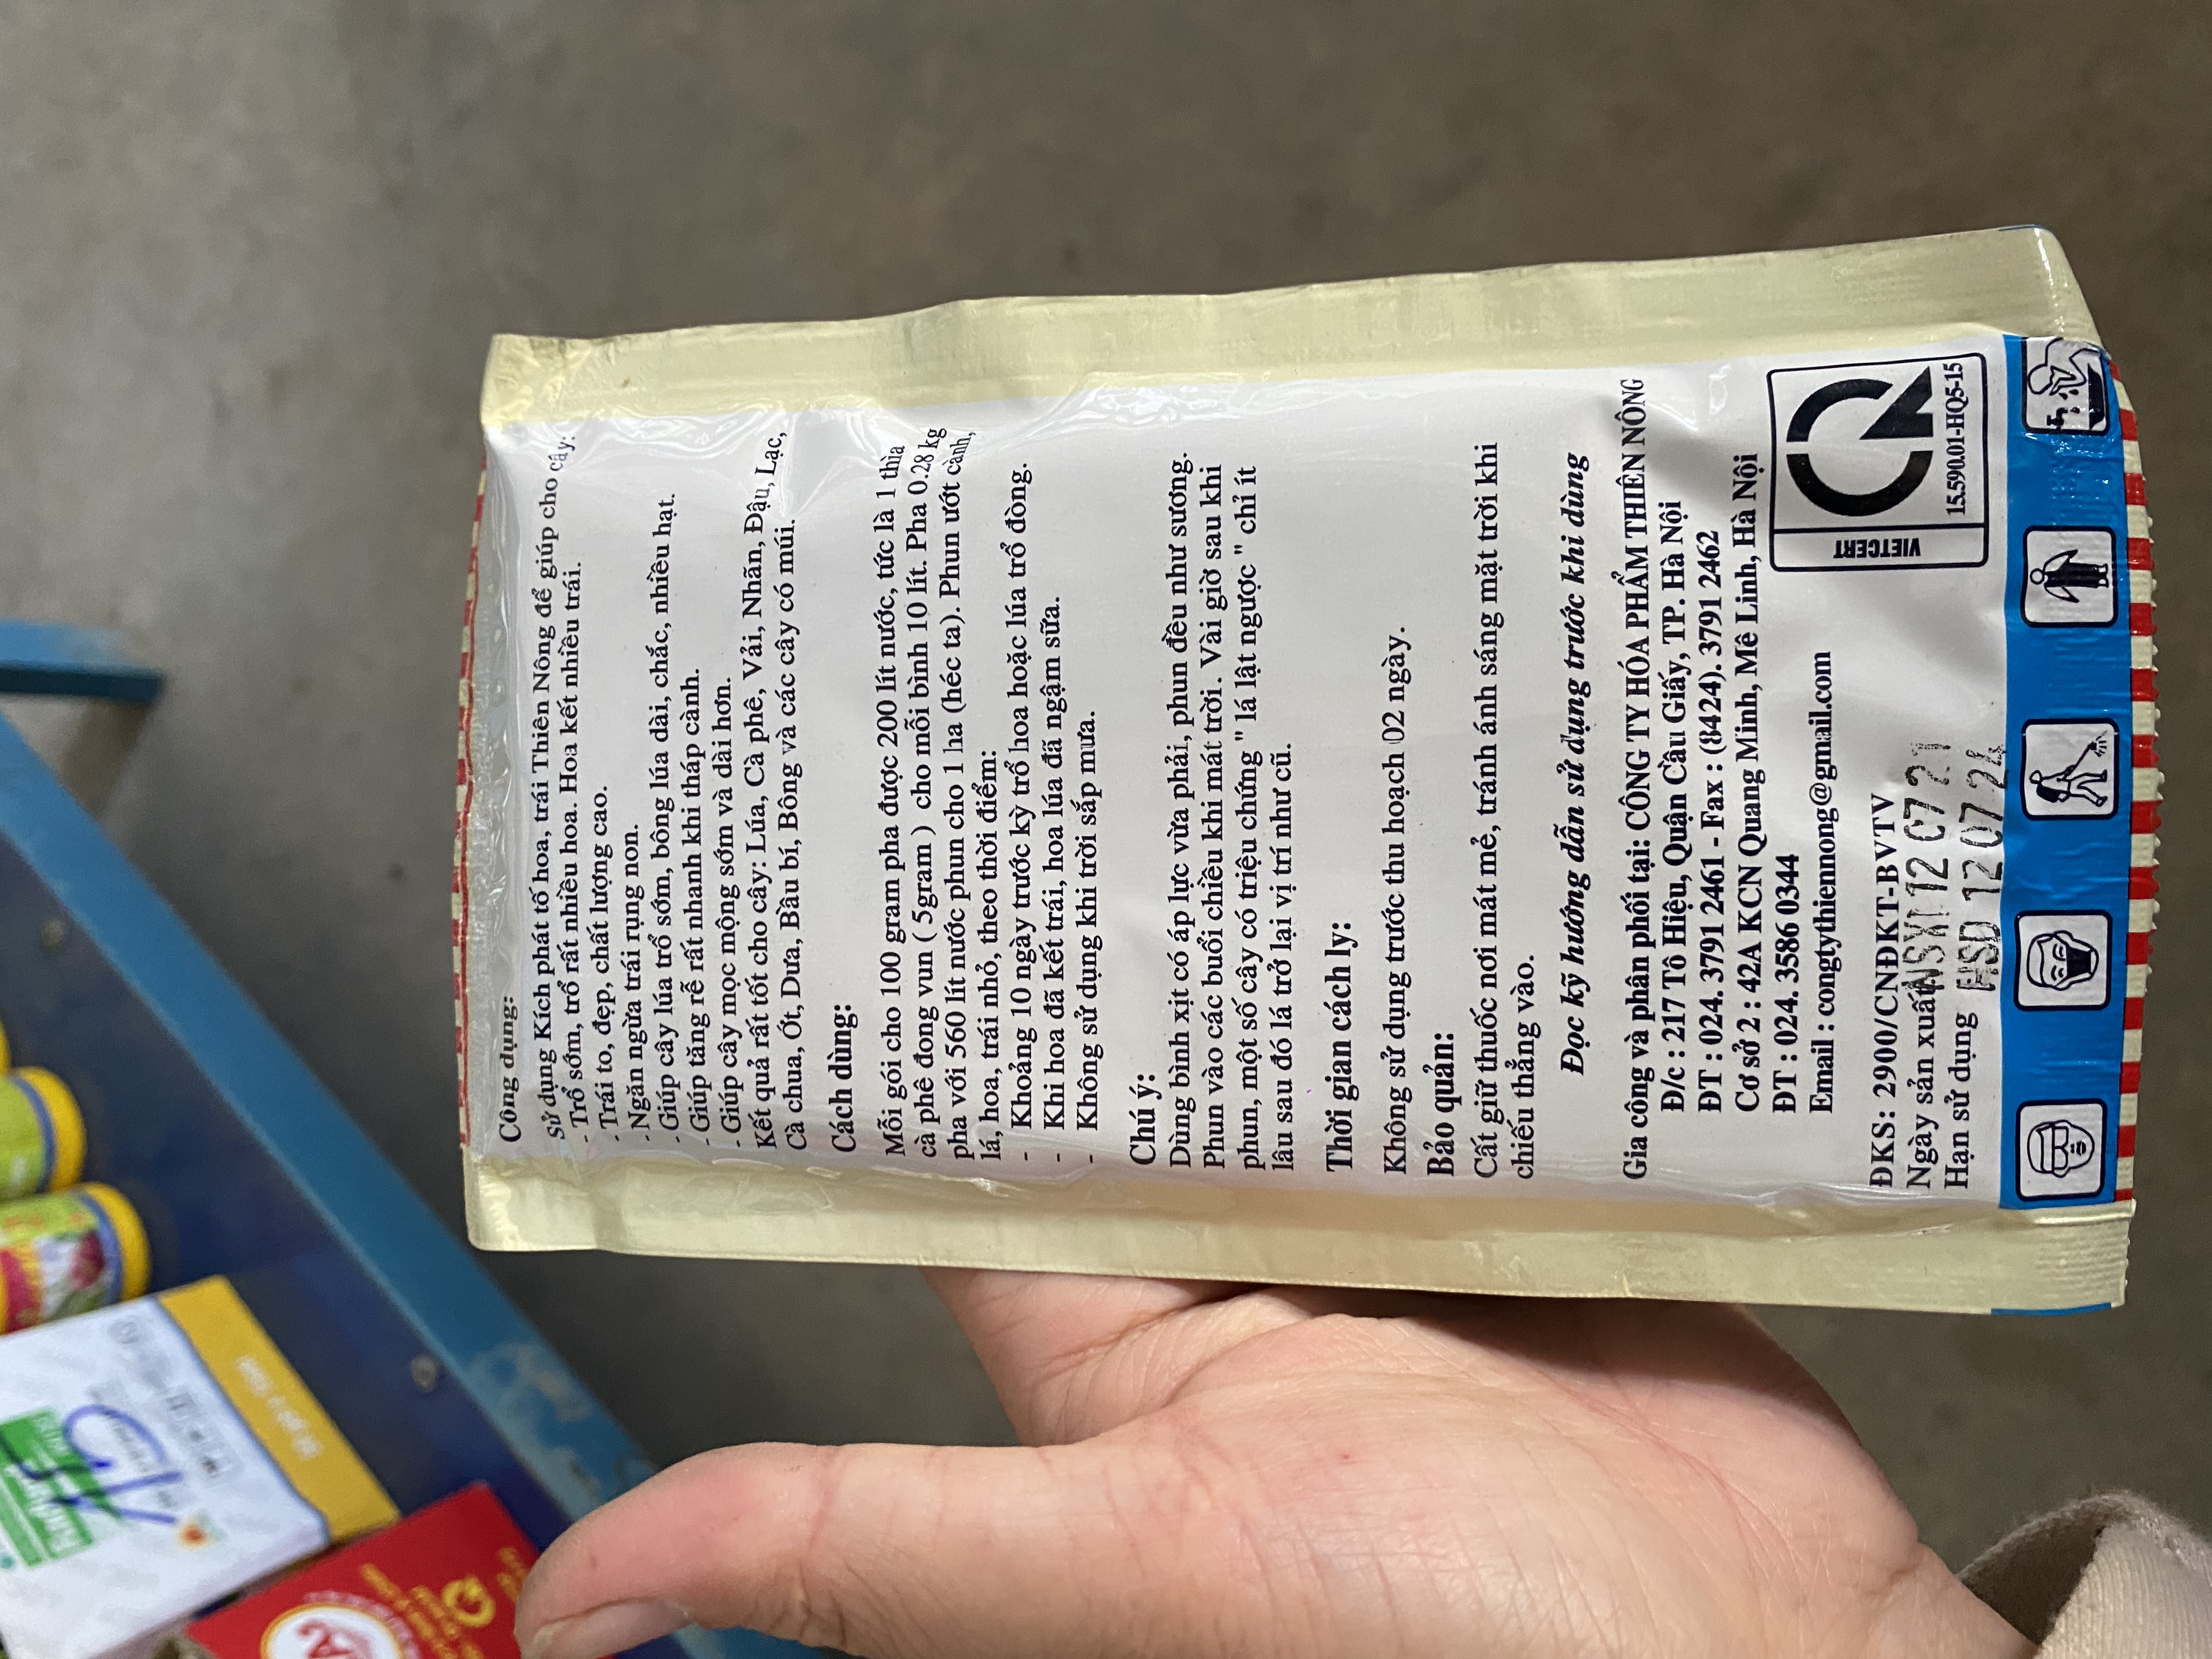 Công dụng:
Sử dụng Kích phát tố hoa, trái Thiên Nông để giúp cho cây:
- Trổ sớm, trổ rất nhiều hoa. Hoa kết nhiều trái.
- Trái to, đẹp, chất lượng cao.
- Ngăn ngừa trái rụng non.
- Giúp cây lúa trổ sớm, bông lúa dài, chắc, nhiều hạt.
- Giúp tăng rễ rất nhanh khi tháp cành.
- Giúp cây mọc mộng sớm và dài hơn.
Kết quả rất tốt cho cây: Lúa, Cà phê, Vải, Nhãn, Đậu, Lạc,
Cà chua, Ớt, Dưa, Bầu bí, Bông và các cây có múi.
Cách dùng:
Mỗi gói cho 100 gram pha được 200 lít nước, tức là 1 thìa
cà phê đong vun ( 5gram ) cho mỗi bình 10 lít. Pha 0.28 kg
pha với 560 lít nước phun cho 1 ha (héc ta). Phun ướt cành,
lá, hoa, trái nhỏ, theo thời điểm:
- Khoảng 10 ngày trước kỳ trổ hoa hoặc lúa trổ đòng.
- Khi hoa đã kết trái, hoa lúa đã ngậm sữa.
- Không sử dụng khi trời sắp mưa.
Chú ý:
Dùng bình xịt có áp lực vừa phải, phun đều như sương.
Phun vào các buổi chiều khi mát trời. Vài giờ sau khi
phun, một số cây có triệu chứng " lá lật ngược " chỉ ít
lâu sau đó lá trở lại vị trí như cũ.
Thời gian cách ly:
Không sử dụng trước thu hoạch 02 ngày.
Bảo quản:
Cất giữ thuốc nơi mát mẻ, tránh ánh sáng mặt trời khi
chiếu thẳng vào.
Đọc kỹ hướng dẫn sử dụng trước khi dùng
Gia công và phân phối tại: CÔNG TY HÓA PHẨM THIÊN NÔNG
Đ/c : 217 Tô Hiệu, Quận Cầu Giấy, TP. Hà Nội
ĐT : 024. 3791 2461 - Fax : (8424). 3791 2462
Cơ sở 2 : 42A KCN Quang Minh, Mê Linh, Hà Nội
ĐT : 024. 3586 0344
Email : congtythiennong@gmail.com
VIETCERT
15.590.01-HQ5-15
ĐKS: 2900/CNĐKT-BVTV
Ngày sản xuất NSX 12 07 21
Hạn sử dụng HSD 12 07 24